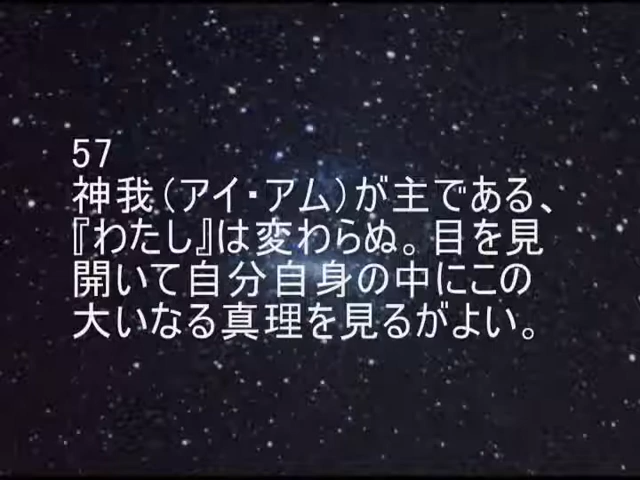 57
神我（アイ・アム）が主である、
『わたし』は変わらぬ。目を見
開いて自分自身の中にこの
大いなる真理を見るがよい。